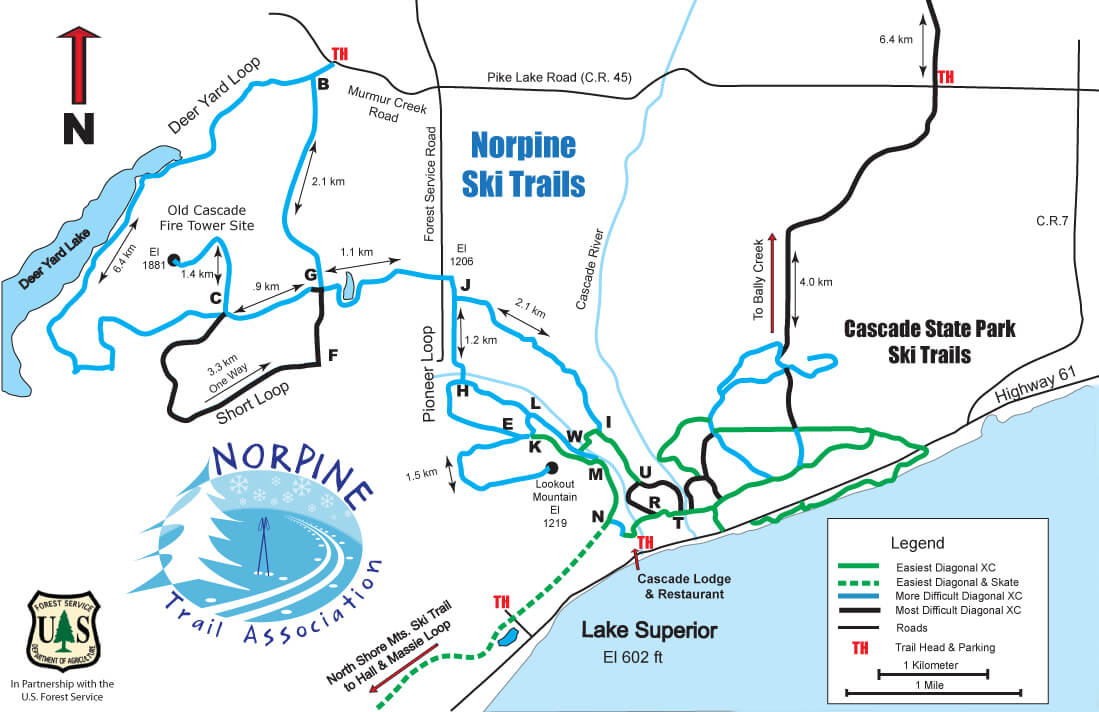 6.4 km
TH
TH
N
Deer Yard Loop
B
Murmur Creek
Road
Pike Lake Road (C.R. 45)
Norpine
Ski Trails
Forest Service Road
2.1 km
Old Cascade
Fire Tower Site
El
1881
1.4 km
6.4 km
Deer Yard Lake
C
.9 km
G
1.1 km
El
1206
J
Cascade River
C.R.7
To Bally Creek
4.0 km
Cascade State Park
Ski Trails
2.1 km
1.2 km
Pioneer Loop
F
3.3 km
One Way
Short Loop
H
L
E
K
W
I
M
U
R
T
N
1.5 km
Lookout
Mountain
El
1219
Highway 61
NORPINE
Trail Association
TH
Cascade Lodge
& Restaurant
TH
Lake Superior
El 602 ft
North Shore Mts. Ski Trail
to Hall & Massie Loop
FOREST SERVICE
U S
DEPARTMENT OF AGRICULTURE
In Partnership with the
U.S. Forest Service
Legend
Easiest Diagonal XC
Easiest Diagonal & Skate
More Difficult Diagonal XC
Most Difficult Diagonal XC
Roads
TH Trail Head & Parking
1 Kilometer
1 Mile